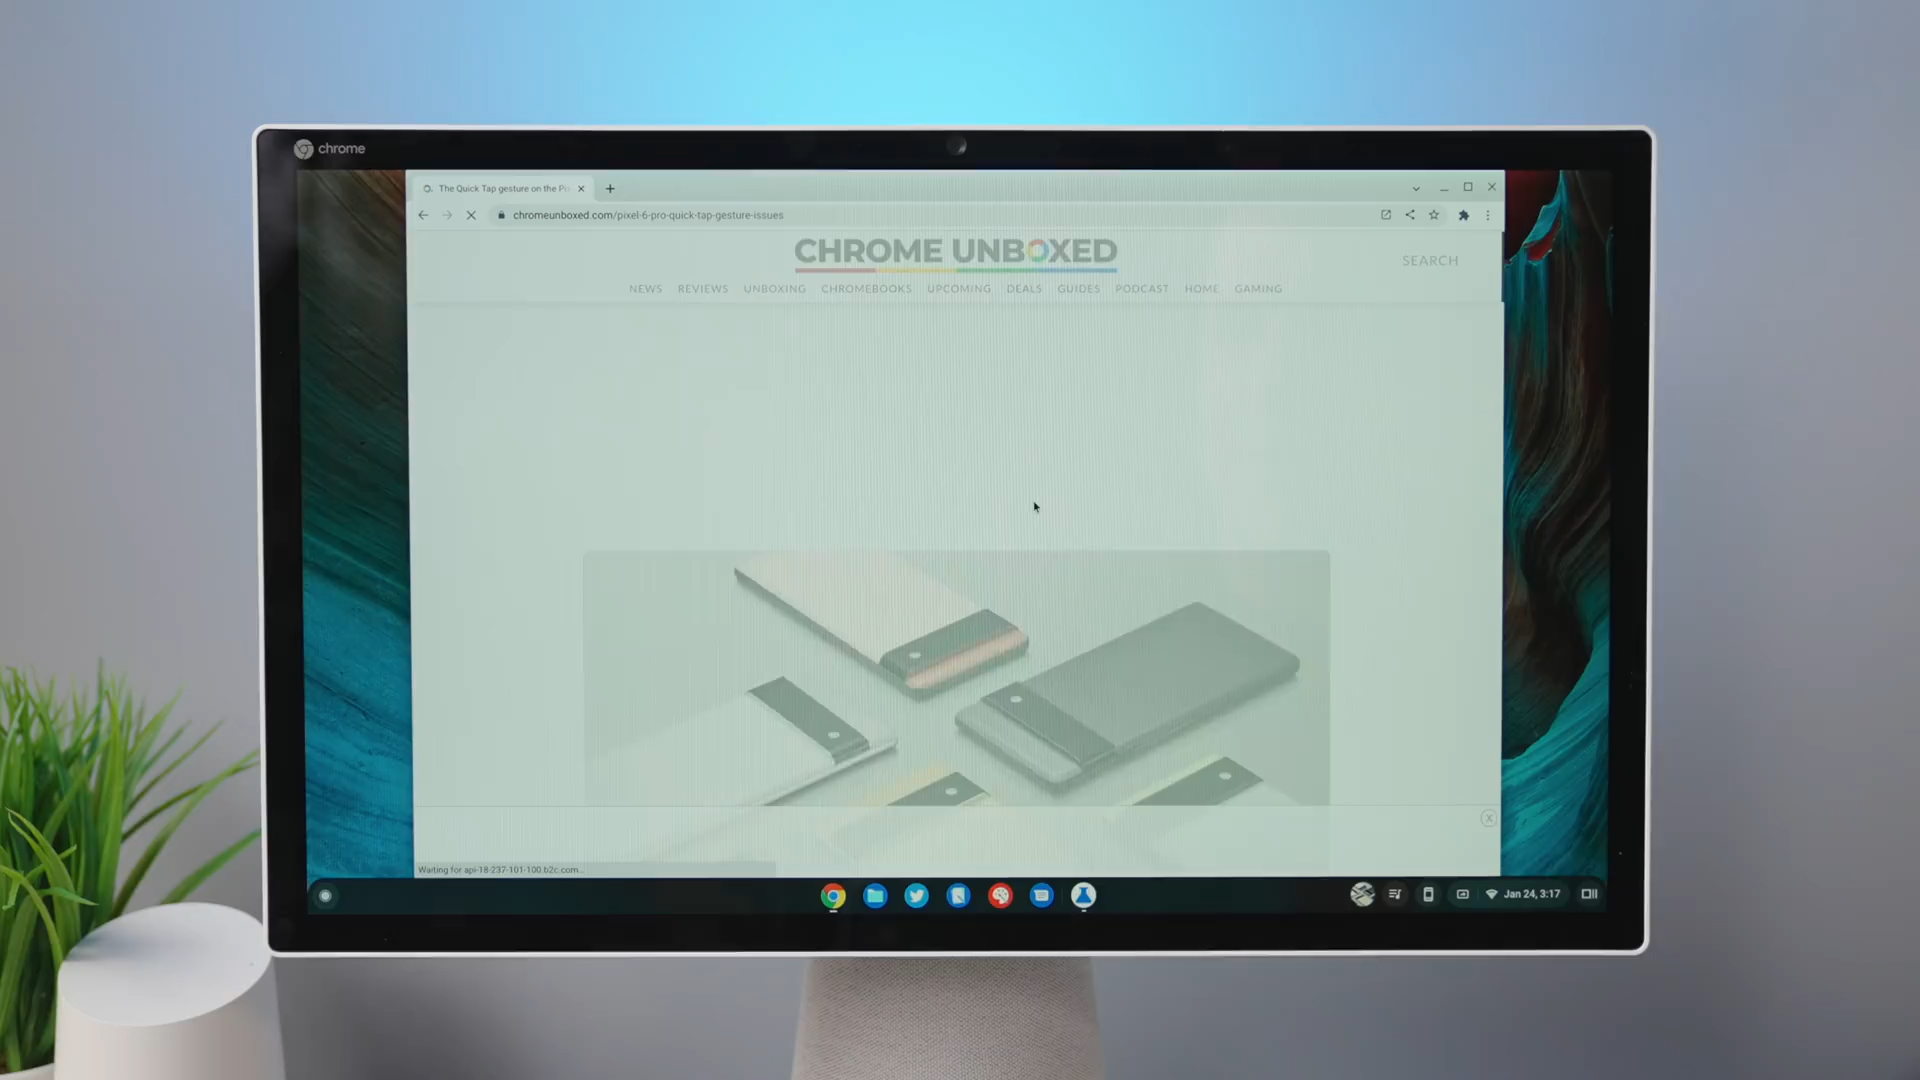 chrome
The Quick Tap gesture on the Pi
chromeunboxed.com/pixel-6-pro-quick-tap-gesture-issues
CHROME UNBOXED
SEARCH
NEWS REVIEWS UNBOXING CHROMEBOOKS UPCOMING DEALS GUIDES PODCAST HOME GAMING
Waiting for api-18-237-101-100.b2c.com...
Jan 24, 3:17